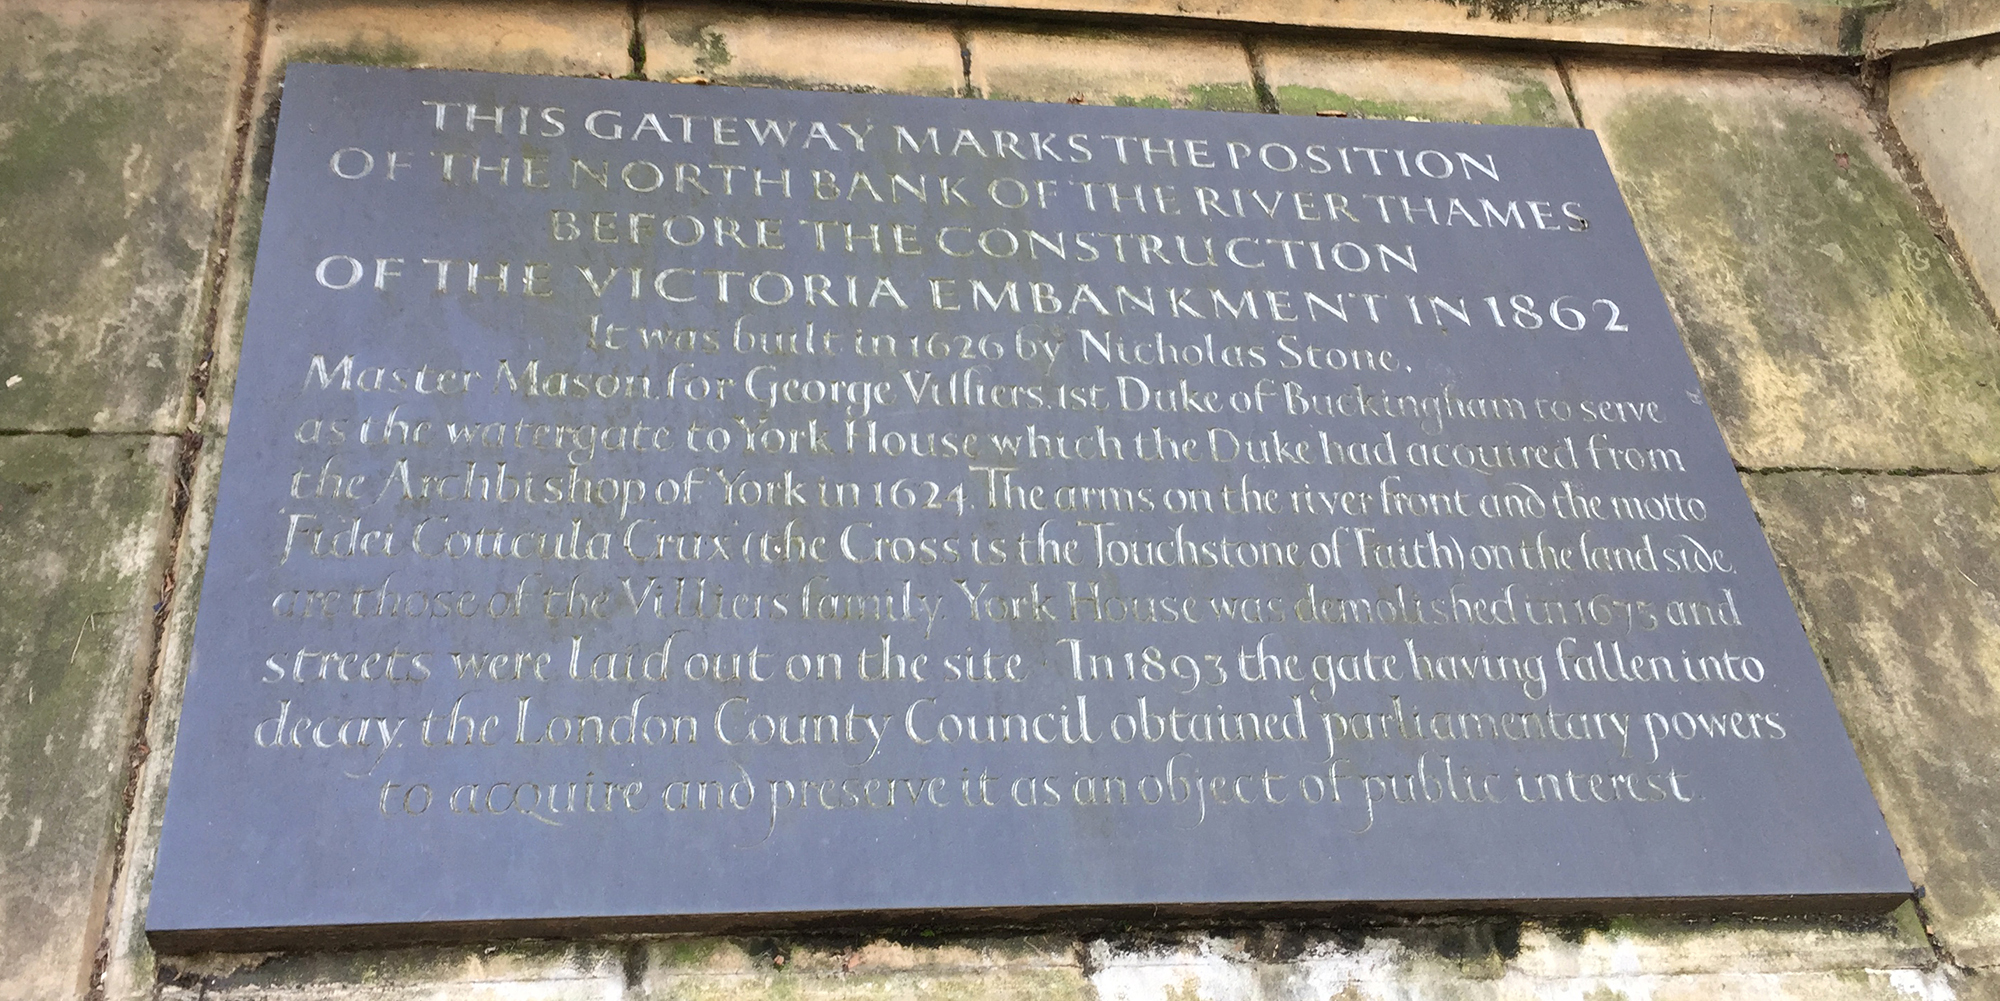 THIS GATEWAY MARKS THE POSITION
OF THE NORTH BANK OF THE RIVER THAMES
BEFORE THE CONSTRUCTION
OF THE VICTORIA EMBANKMENT IN 1862
It was built in 1626 by Nicholas Stone,
Master Mason, for George Villiers, 1st Duke of Buckingham to serve
as the watergate to York House which the Duke had acquired from
the Archbishop of York in 1624. The arms on the river front and the motto
Fidei Coticula Crux (the Cross is the Touchstone of Faith) on the land side,
are those of the Villiers family. York House was demolished in 1675 and
streets were laid out on the site · In 1893 the gate having fallen into
decay, the London County Council obtained parliamentary powers
to acquire and preserve it as an object of public interest.